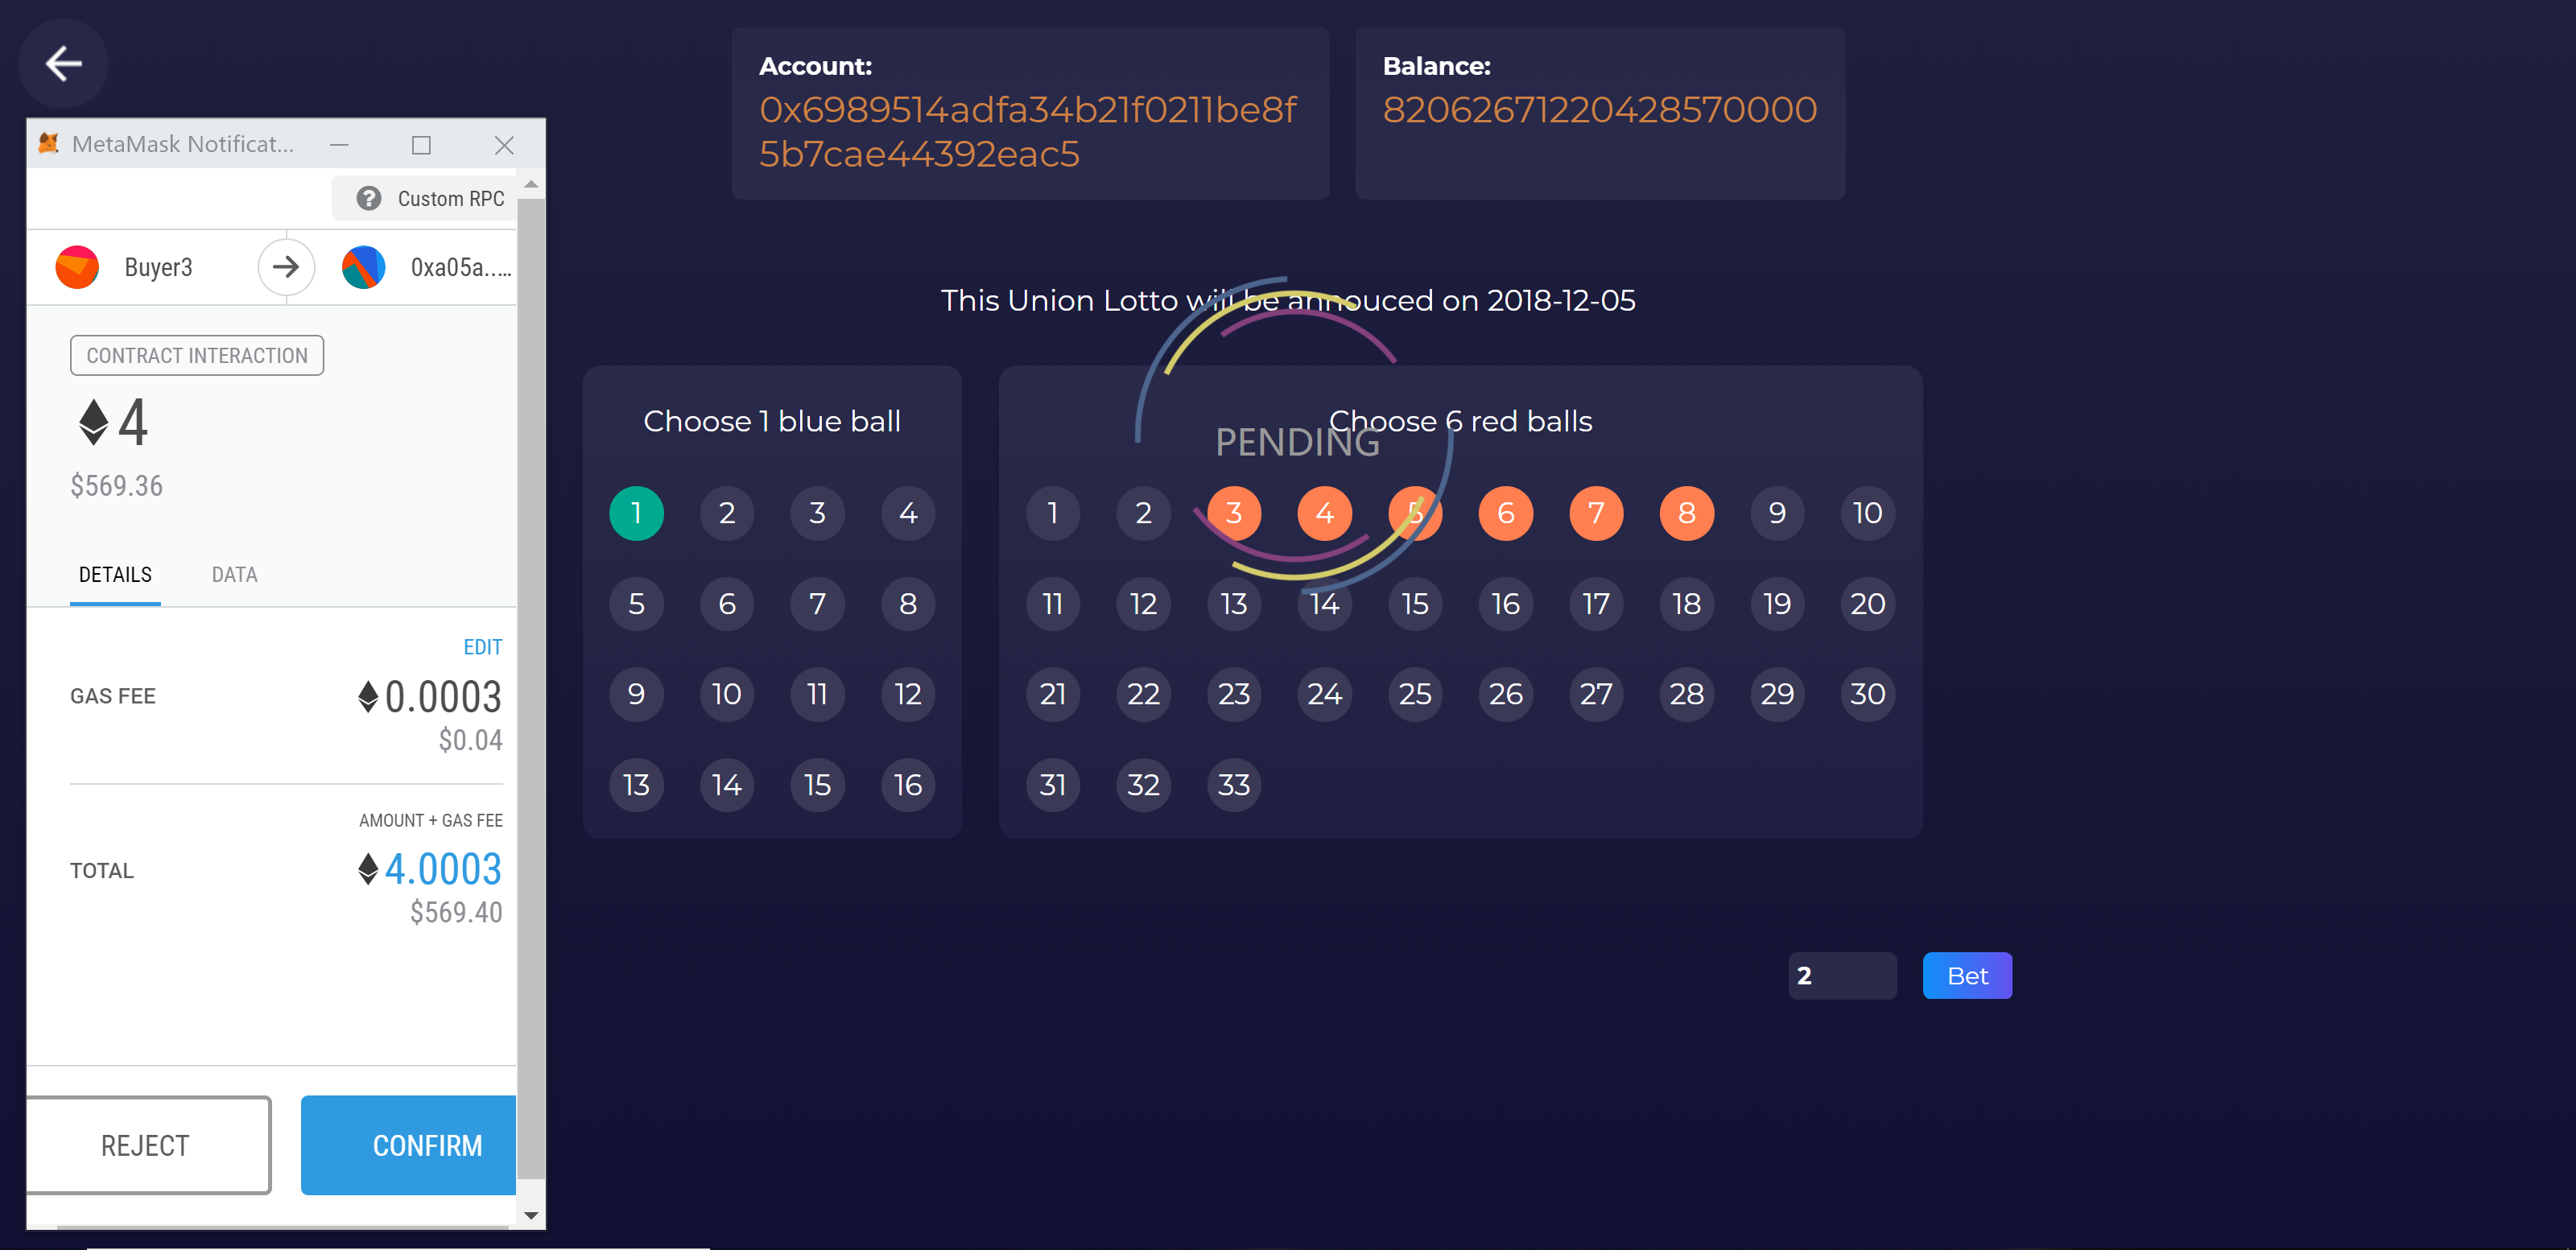 Account:
0x6989514adfa34b21f0211be8f
5b7cae44392eac5
Balance:
82062671220428570000
MetaMask Notificat...
Custom RPC
Buyer3
0xa05a..…
CONTRACT INTERACTION
4
$569.36
DETAILS DATA
EDIT
GAS FEE 0.0003
$0.04
AMOUNT + GAS FEE
TOTAL 4.0003
$569.40
REJECT CONFIRM
This Union Lotto will be annouced on 2018-12-05
Choose 1 blue ball
1 2 3 4
5 6 7 8
9 10 11 12
13 14 15 16
Choose 6 red balls
PENDING
1 2 3 4 5 6 7 8 9 10
11 12 13 14 15 16 17 18 19 20
21 22 23 24 25 26 27 28 29 30
31 32 33
2 Bet